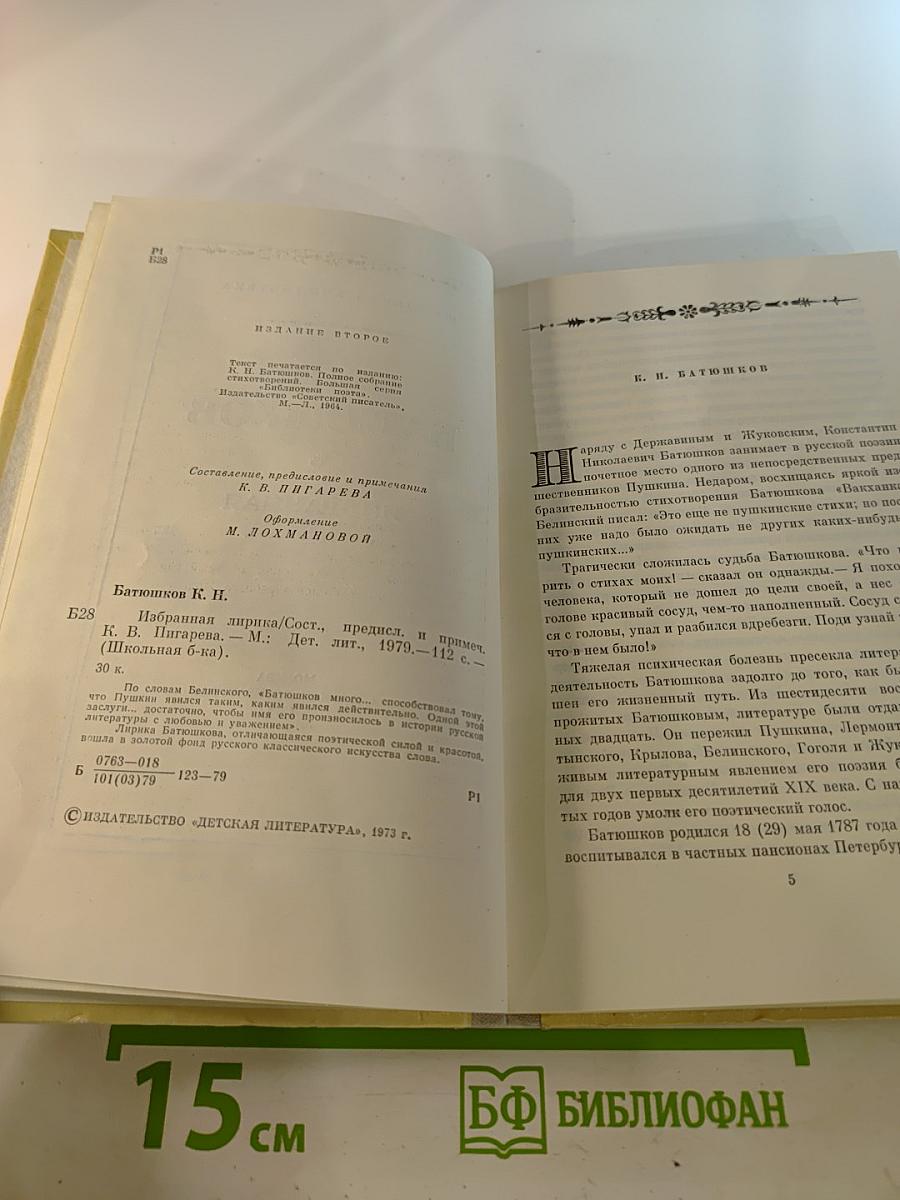 Р1
Б28
ИЗДАНИЕ ВТОРОЕ
Текст печатается по изданию:
К. Н. Батюшков. Полное собрание
стихотворений. Большая серия
«Библиотеки поэта».
Издательство «Советский писатель»,
М.—Л., 1964.
Составление, предисловие и примечания
К. В. ПИГАРЕВА
Оформление
М. ЛОХМАНОВОЙ
Батюшков К. Н.
Б28 Избранная лирика/Сост., предисл. и примеч.
К. В. Пигарева. — М.: Дет. лит., 1979.—112 с. —
(Школьная б-ка).
30 к.
По словам Белинского, «Батюшков много... способствовал тому,
что Пушкин явился таким, каким явился действительно. Одной этой
заслуги... достаточно, чтобы имя его произносилось в истории русской
литературы с любовью и уважением».
Лирика Батюшкова, отличающаяся поэтической силой и красотой,
вошла в золотой фонд русского классического искусства слова.
Б 0763—018
101(03)79 123—79
Р1
© ИЗДАТЕЛЬСТВО «ДЕТСКАЯ ЛИТЕРАТУРА», 1973 г.
К. Н. БАТЮШКОВ
Наряду с Державиным и Жуковским, Константин
Николаевич Батюшков занимает в русской поэзии
почетное место одного из непосредственных пред
шественников Пушкина. Недаром, восхищаясь яркой из
бразительностью стихотворения Батюшкова «Вакханка
Белинский писал: «Это еще не пушкинские стихи; но пос
них уже надо было ожидать не других каких-нибудь
пушкинских...»
Трагически сложилась судьба Батюшкова. «Что
рить о стихах моих! — сказал он однажды.— Я похо
человека, который не дошел до цели своей, а нес
голове красивый сосуд, чем-то наполненный. Сосуд с
ся с головы, упал и разбился вдребезги. Поди узнай
что в нем было!»
Тяжелая психическая болезнь пресекла литер
деятельность Батюшкова задолго до того, как бы
шен его жизненный путь. Из шестидесяти вос
прожитых Батюшковым, литературе были отда
ных двадцать. Он пережил Пушкина, Лермонт
тынского, Крылова, Белинского, Гоголя и Жук
живым литературным явлением его поэзия б
для двух первых десятилетий XIX века. С на
тых годов умолк его поэтический голос.
Батюшков родился 18 (29) мая 1787 года
воспитывался в частных пансионах Петербур
5
15 см
БФ БИБЛИОФАН